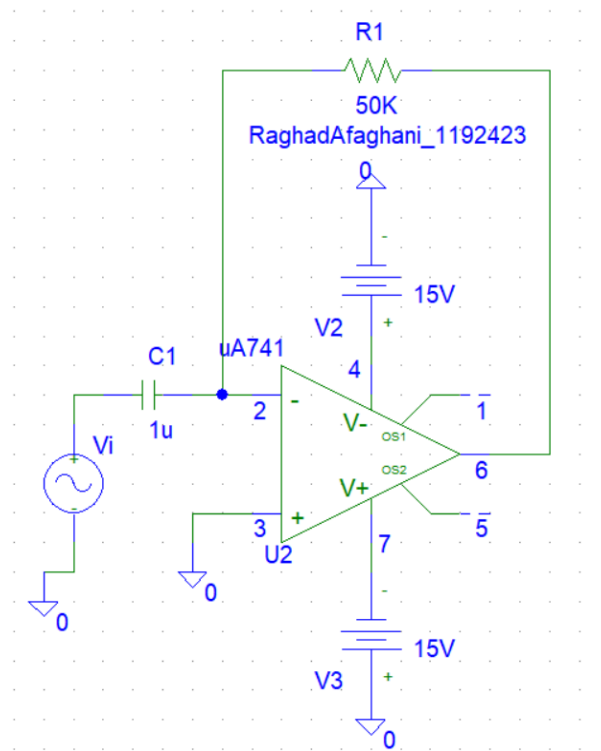 R1
50K
RaghadAfaghani_1192423
0
-
15V
V2
+
C1
uA741
4
1u
2
-
V-
OS1
1
Vi
+
-
6
OS2
V+
5
3
+
U2
7
0
0
-
15V
V3
+
0